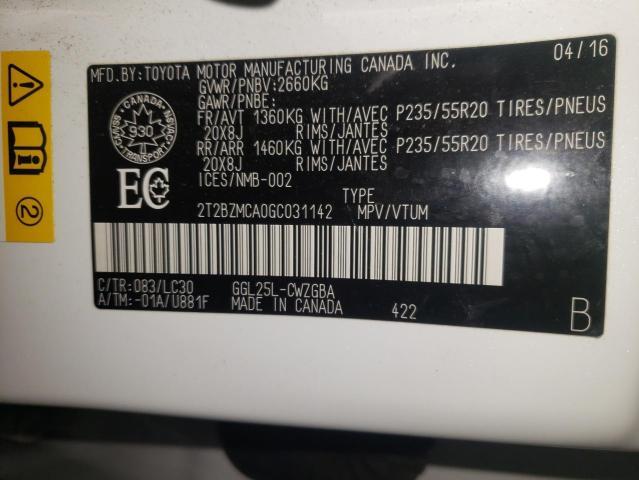 MFD.BY:TOYOTA MOTOR MANUFACTURING CANADA INC. 04/16
GVWR/PNBV:2660KG
GAWR/PNBE:
FR/AVT 1360KG WITH/AVEC P235/55R20 TIRES/PNEUS
20X8J RIMS/JANTES
RR/ARR 1460KG WITH/AVEC P235/55R20 TIRES/PNEUS
20X8J RIMS/JANTES
ICES/NMB-002
CANADA
930
TRANSPORT
EC
TYPE
2T2BZMCA0GC031142 MPV/VTUM
C/TR:083/LC30 GGL25L-CWZGBA
A/TM:-01A/U881F MADE IN CANADA 422
B
2